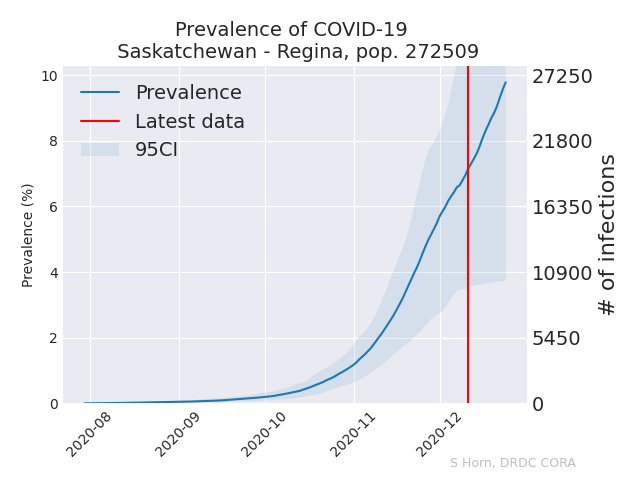 Prevalence of COVID-19
Saskatchewan - Regina, pop. 272509
Prevalence
Latest data
95CI
Prevalence (%)
10
8
6
4
2
0
27250
21800
16350
10900
5450
0
# of infections
2020-08
2020-09
2020-10
2020-11
2020-12
S Horn, DRDC CORA